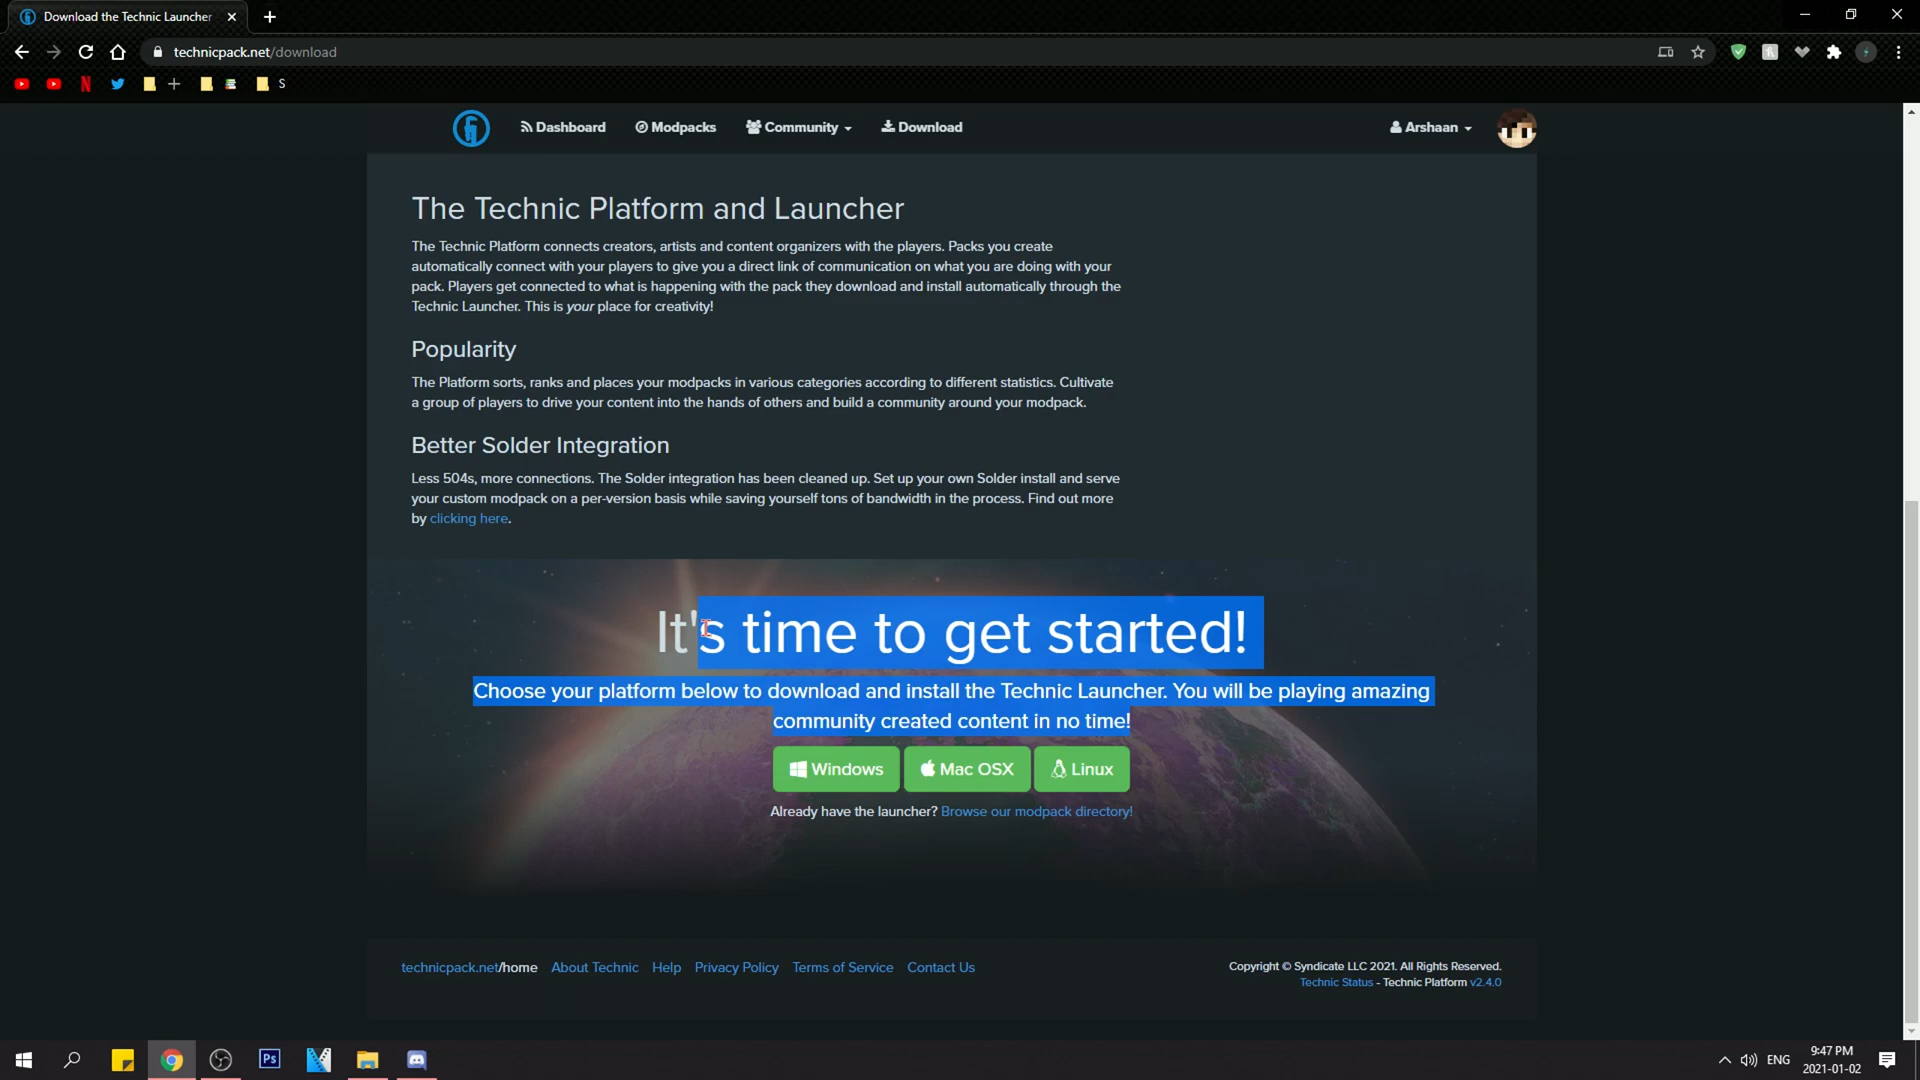 Download the Technic Launcher
technicpack.net/download
S
Dashboard
Modpacks
Community
Download
Arshaan
The Technic Platform and Launcher
The Technic Platform connects creators, artists and content organizers with the players. Packs you create
automatically connect with your players to give you a direct link of communication on what you are doing with your
pack. Players get connected to what is happening with the pack they download and install automatically through the
Technic Launcher. This is your place for creativity!
Popularity
The Platform sorts, ranks and places your modpacks in various categories according to different statistics. Cultivate
a group of players to drive your content into the hands of others and build a community around your modpack.
Better Solder Integration
Less 504s, more connections. The Solder integration has been cleaned up. Set up your own Solder install and serve
your custom modpack on a per-version basis while saving yourself tons of bandwidth in the process. Find out more
by clicking here.
It's time to get started!
Choose your platform below to download and install the Technic Launcher. You will be playing amazing
community created content in no time!
Windows
Mac OSX
Linux
Already have the launcher? Browse our modpack directory!
technicpack.net/home About Technic Help Privacy Policy Terms of Service Contact Us
Copyright © Syndicate LLC 2021. All Rights Reserved.
Technic Status - Technic Platform v2.4.0
Ps
ENG
9:47 PM
2021-01-02